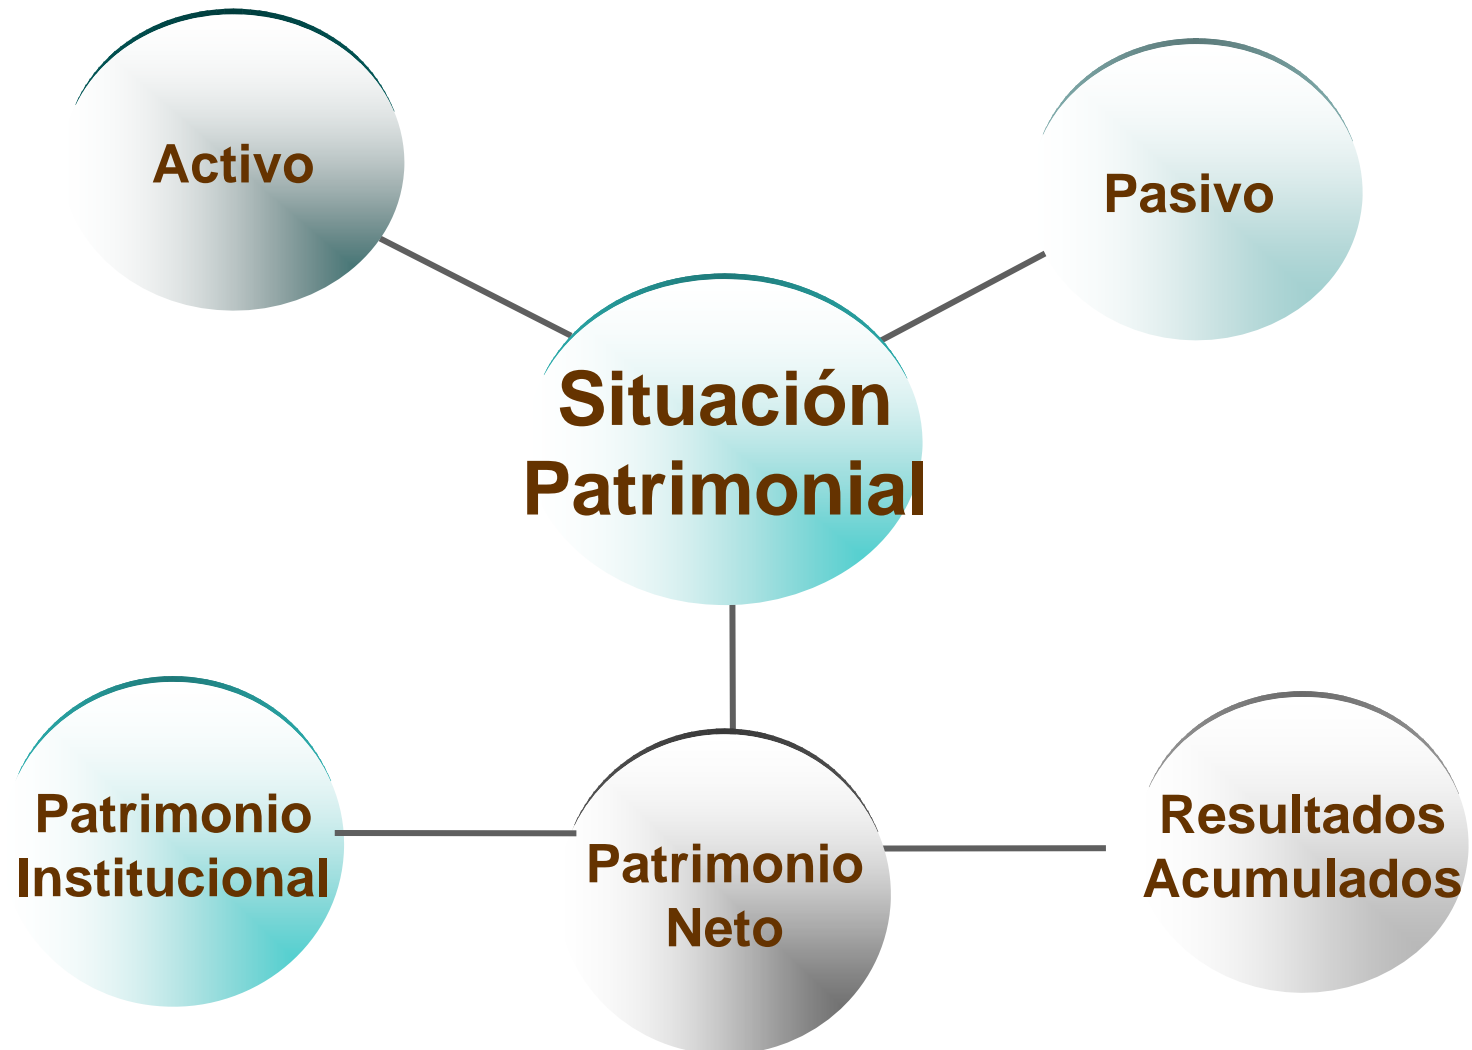 Activo
Pasivo
Situación
Patrimonial
Patrimonio
Institucional
Patrimonio
Neto
Resultados
Acumulados